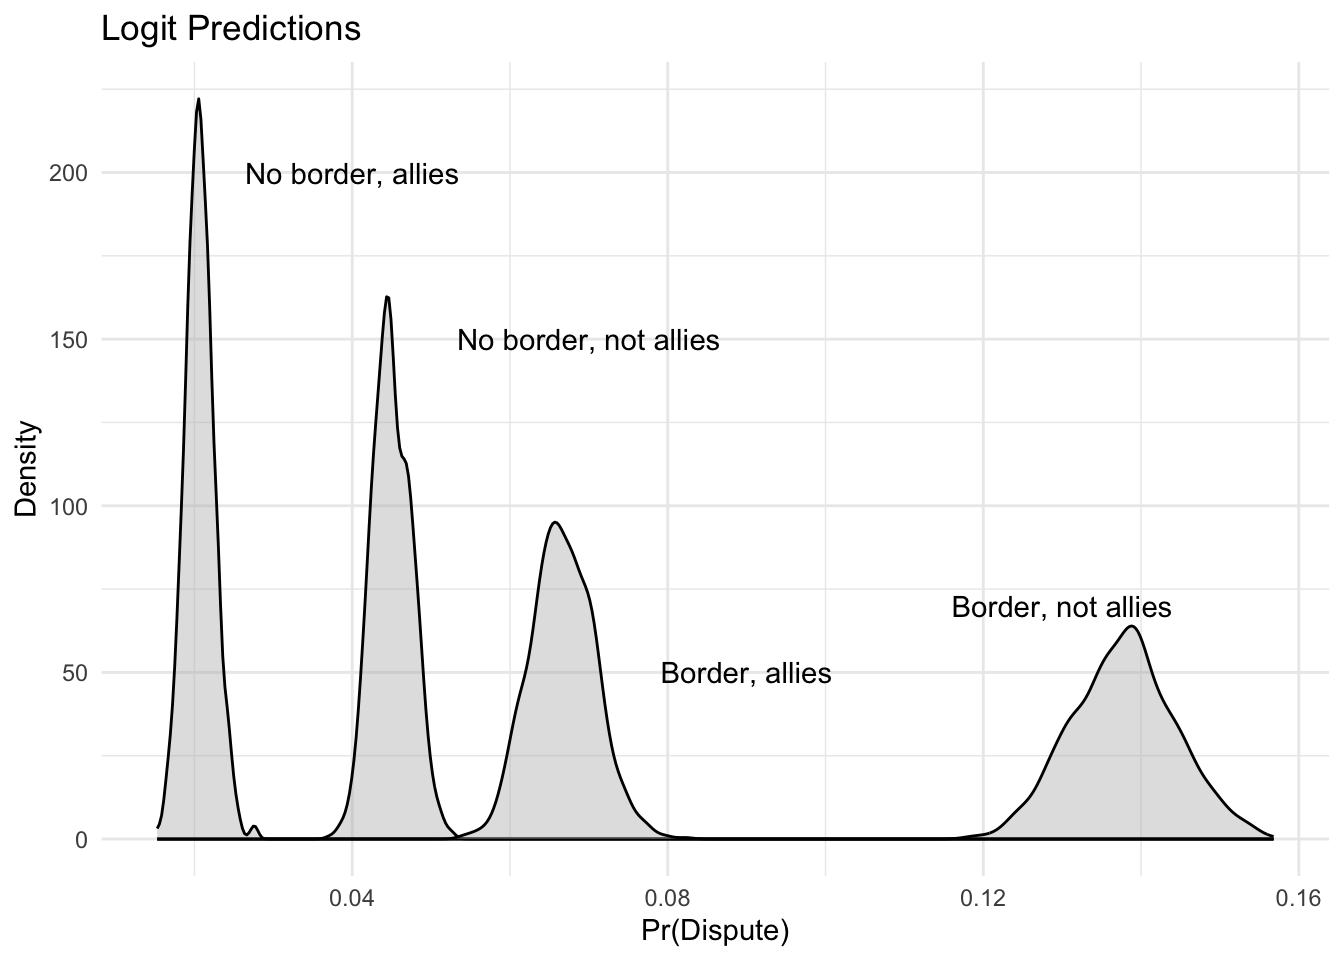 Logit Predictions
200
150
100
50
0
Density
No border, allies
No border, not allies
Border, not allies
Border, allies
0.04
0.08
0.12
0.16
Pr(Dispute)